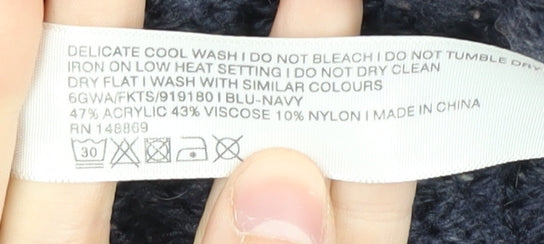 DELICATE COOL WASH I DO NOT BLEACH I DO NOT TUMBLE DRY
IRON ON LOW HEAT SETTING I DO NOT DRY CLEAN
DRY FLAT I WASH WITH SIMILAR COLOURS
6GWA/FKTS/919180 I BLU-NAVY
47% ACRYLIC 43% VISCOSE 10% NYLON I MADE IN CHINA
RN 148869
30